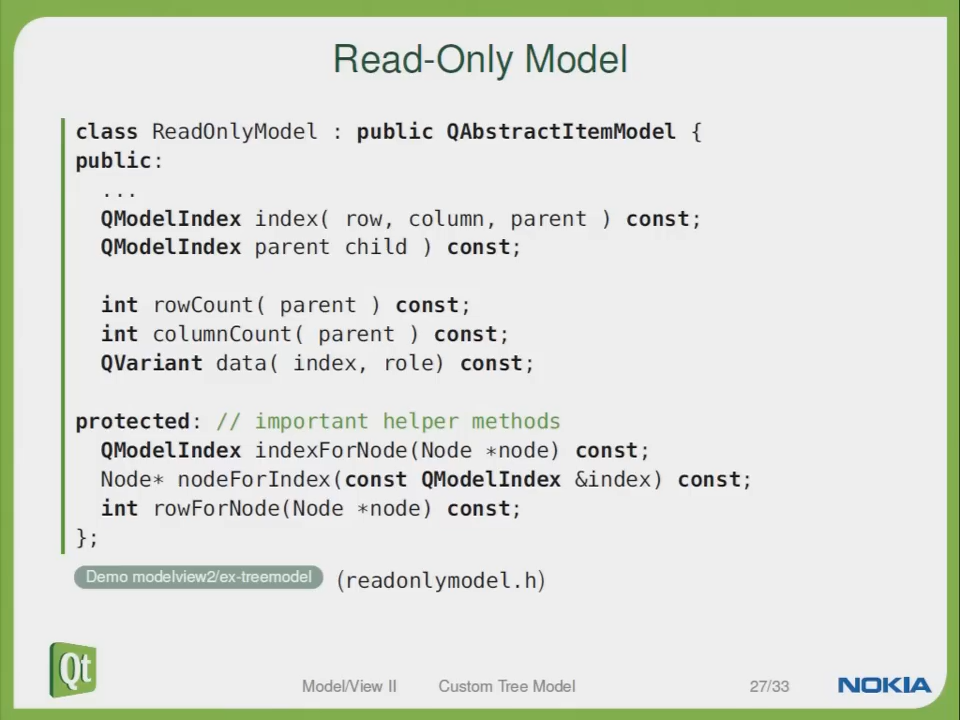 Read-Only Model
class ReadOnlyModel : public QAbstractItemModel {
public:
...
QModelIndex index( row, column, parent ) const;
QModelIndex parent child ) const;
int rowCount( parent ) const;
int columnCount( parent ) const;
QVariant data( index, role) const;
protected: // important helper methods
QModelIndex indexForNode(Node *node) const;
Node* nodeForIndex(const QModelIndex &index) const;
int rowForNode(Node *node) const;
};
Demo modelview2/ex-treemodel (readonlymodel.h)
Qt
Model/View II Custom Tree Model 27/33 NOKIA